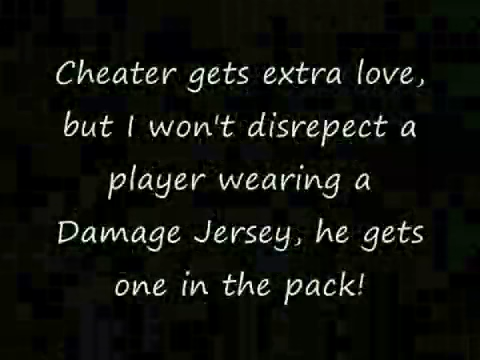 Cheater gets extra love,
but I won't disrepect a
player wearing a
Damage Jersey, he gets
one in the pack!